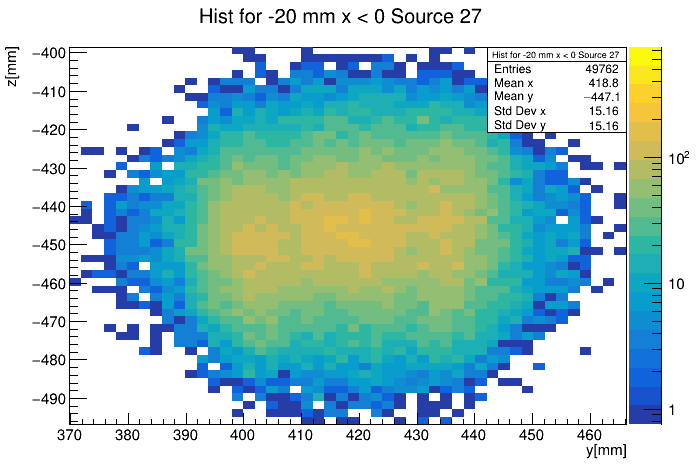 Hist for -20 mm x < 0 Source 27
z[mm]
−400
−410
−420
−430
−440
−450
−460
−470
−480
−490
Hist for -20 mm x < 0 Source 27
Entries 49762
Mean x 418.8
Mean y −447.1
Std Dev x 15.16
Std Dev y 15.16
10²
10
1
370 380 390 400 410 420 430 440 450 460
y[mm]